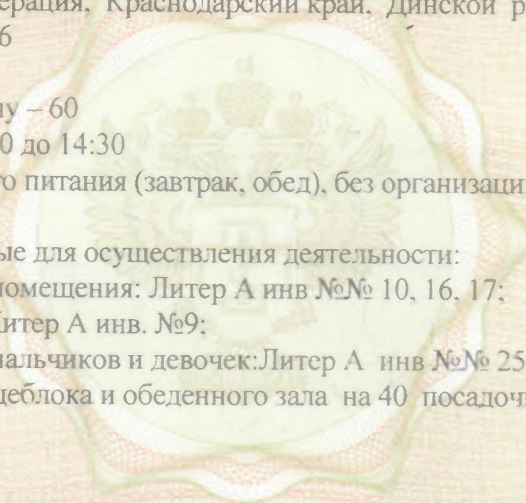 ерация, Краснодарский край, Динской р
6
ну – 60
0 до 14:30
го питания (завтрак, обед), без организаци
ые для осуществления деятельности:
помещения: Литер А инв №№ 10, 16, 17;
Литер А инв. №9;
мальчиков и девочек:Литер А инв №№ 25
щеблока и обеденного зала на 40 посадоч